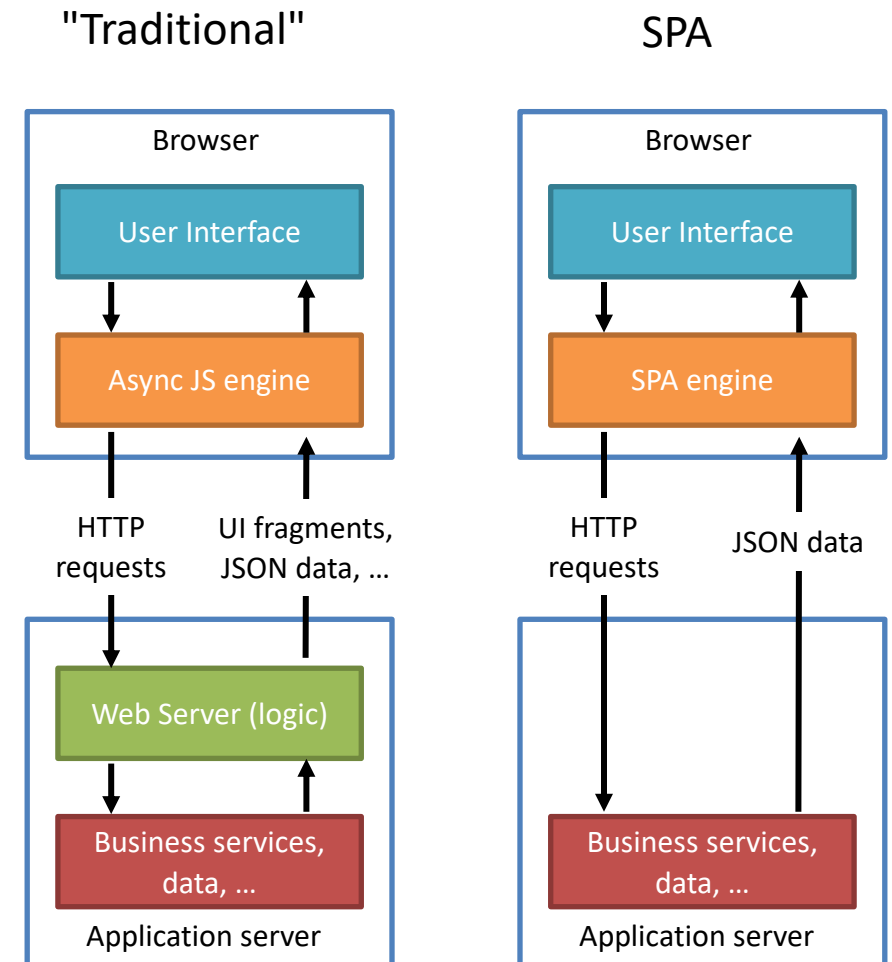 "Traditional"
Browser
User Interface
Async JS engine
HTTP
requests
UI fragments,
JSON data, …
Web Server (logic)
Business services,
data, …
Application server
SPA
Browser
User Interface
SPA engine
HTTP
requests
JSON data
Business services,
data, …
Application server